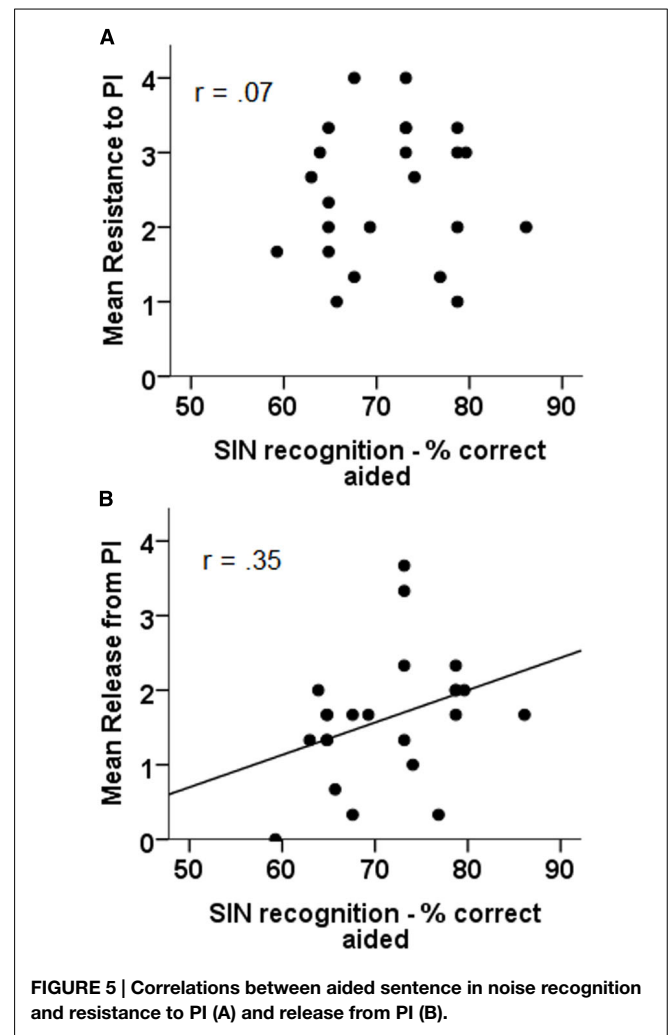 A
Mean Resistance to PI
4
3
2
1
0
r = .07
50 60 70 80 90
SIN recognition - % correct
aided
B
Mean Release from PI
4
3
2
1
0
r = .35
50 60 70 80 90
SIN recognition - % correct
aided
FIGURE 5 | Correlations between aided sentence in noise recognition
and resistance to PI (A) and release from PI (B).